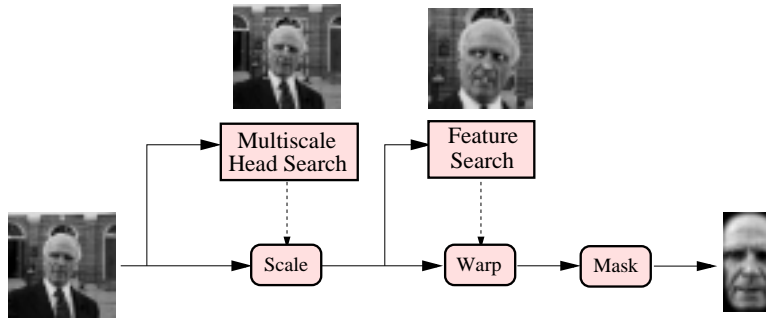 Multiscale
Head Search
Feature
Search
Scale
Warp
Mask